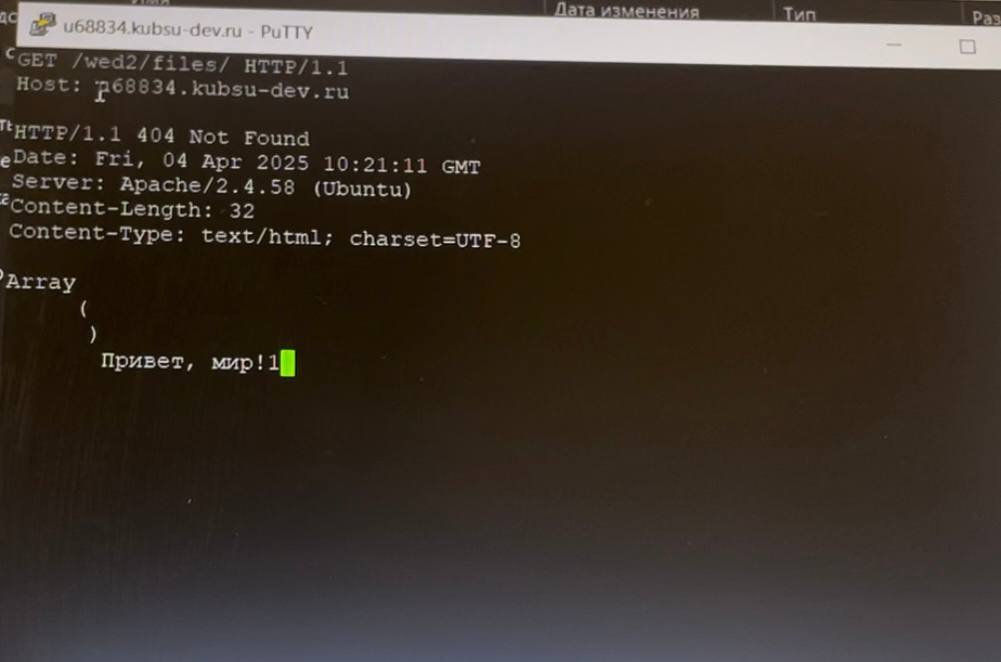 Дата изменения
Тип
Раз
u68834.kubsu-dev.ru - PuTTY
GET /wed2/files/ HTTP/1.1
Host: u68834.kubsu-dev.ru
HTTP/1.1 404 Not Found
Date: Fri, 04 Apr 2025 10:21:11 GMT
Server: Apache/2.4.58 (Ubuntu)
Content-Length: 32
Content-Type: text/html; charset=UTF-8
Array
(
)
Привет, мир!1